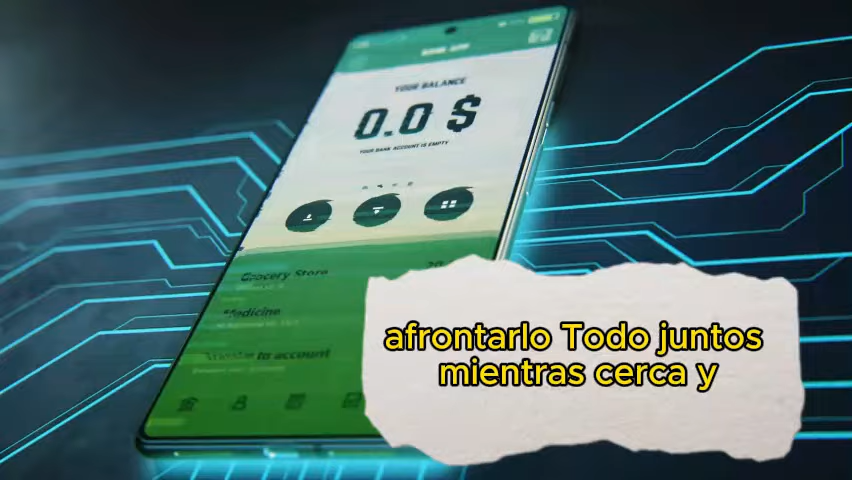 YOUR BALANCE
0.0 $
YOUR BANK ACCOUNT IS EMPTY
Grocery Store
Medicine
to account
afrontarlo Todo juntos
mientras cerca y